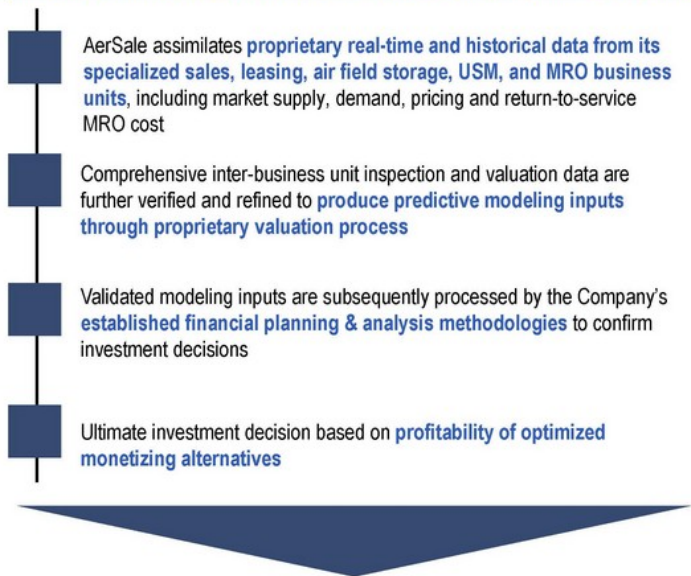 AerSale assimilates proprietary real-time and historical data from its
specialized sales, leasing, air field storage, USM, and MRO business
units, including market supply, demand, pricing and return-to-service
MRO cost
Comprehensive inter-business unit inspection and valuation data are
further verified and refined to produce predictive modeling inputs
through proprietary valuation process
Validated modeling inputs are subsequently processed by the Company's
established financial planning & analysis methodologies to confirm
investment decisions
Ultimate investment decision based on profitability of optimized
monetizing alternatives